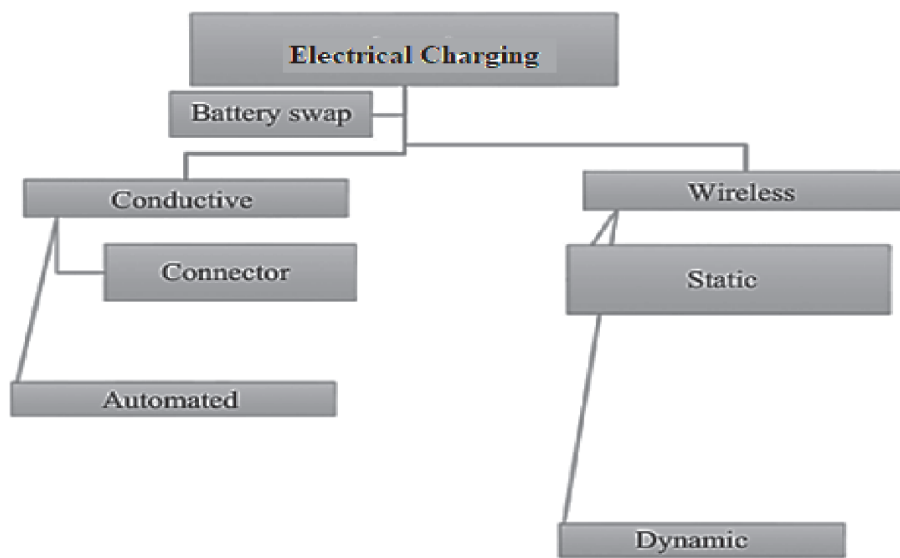 Electrical Charging
Battery swap
Conductive
Wireless
Connector
Static
Automated
Dynamic